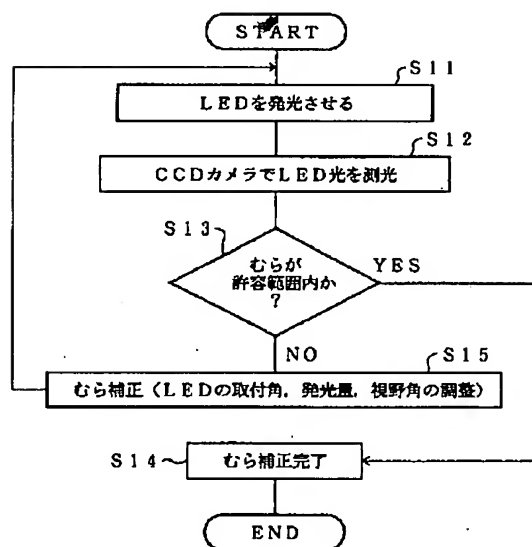 START
S11
LEDを発光させる
S12
CCDカメラでLED光を測光
S13
むらが
許容範囲内か
?
YES
NO
S15
むら補正（LEDの取付角，発光量，視野角の調整）
S14
むら補正完了
END